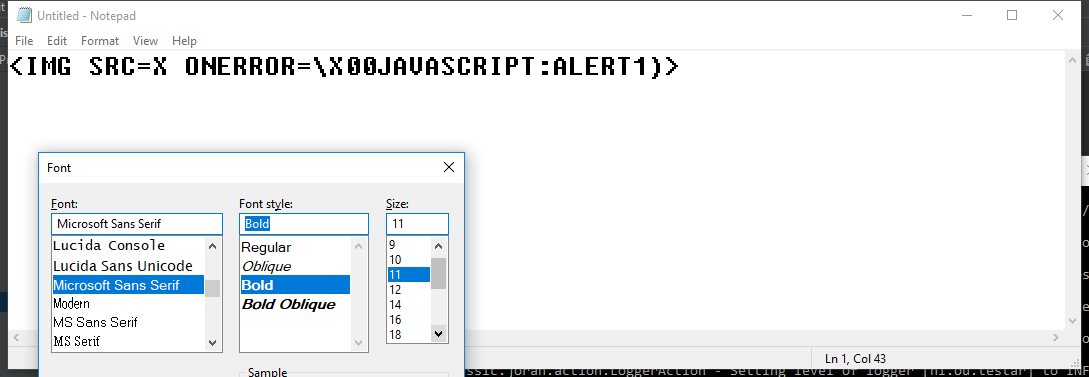 Untitled - Notepad
File Edit Format View Help
<IMG SRC=X ONERROR=\X00JAVASCRIPT:ALERT1)>
Font
Font: Font style: Size:
Microsoft Sans Serif Bold 11
Lucida Console Regular 9
Lucida Sans Unicode Oblique 10
Microsoft Sans Serif Bold 11
Modern Bold Oblique 12
MS Sans Serif 14
MS Serif 16
18
Ln 1, Col 43
Sample
ssic.joran.action.LoggerAction - Setting level of logger [nl.ou.testar] to INF